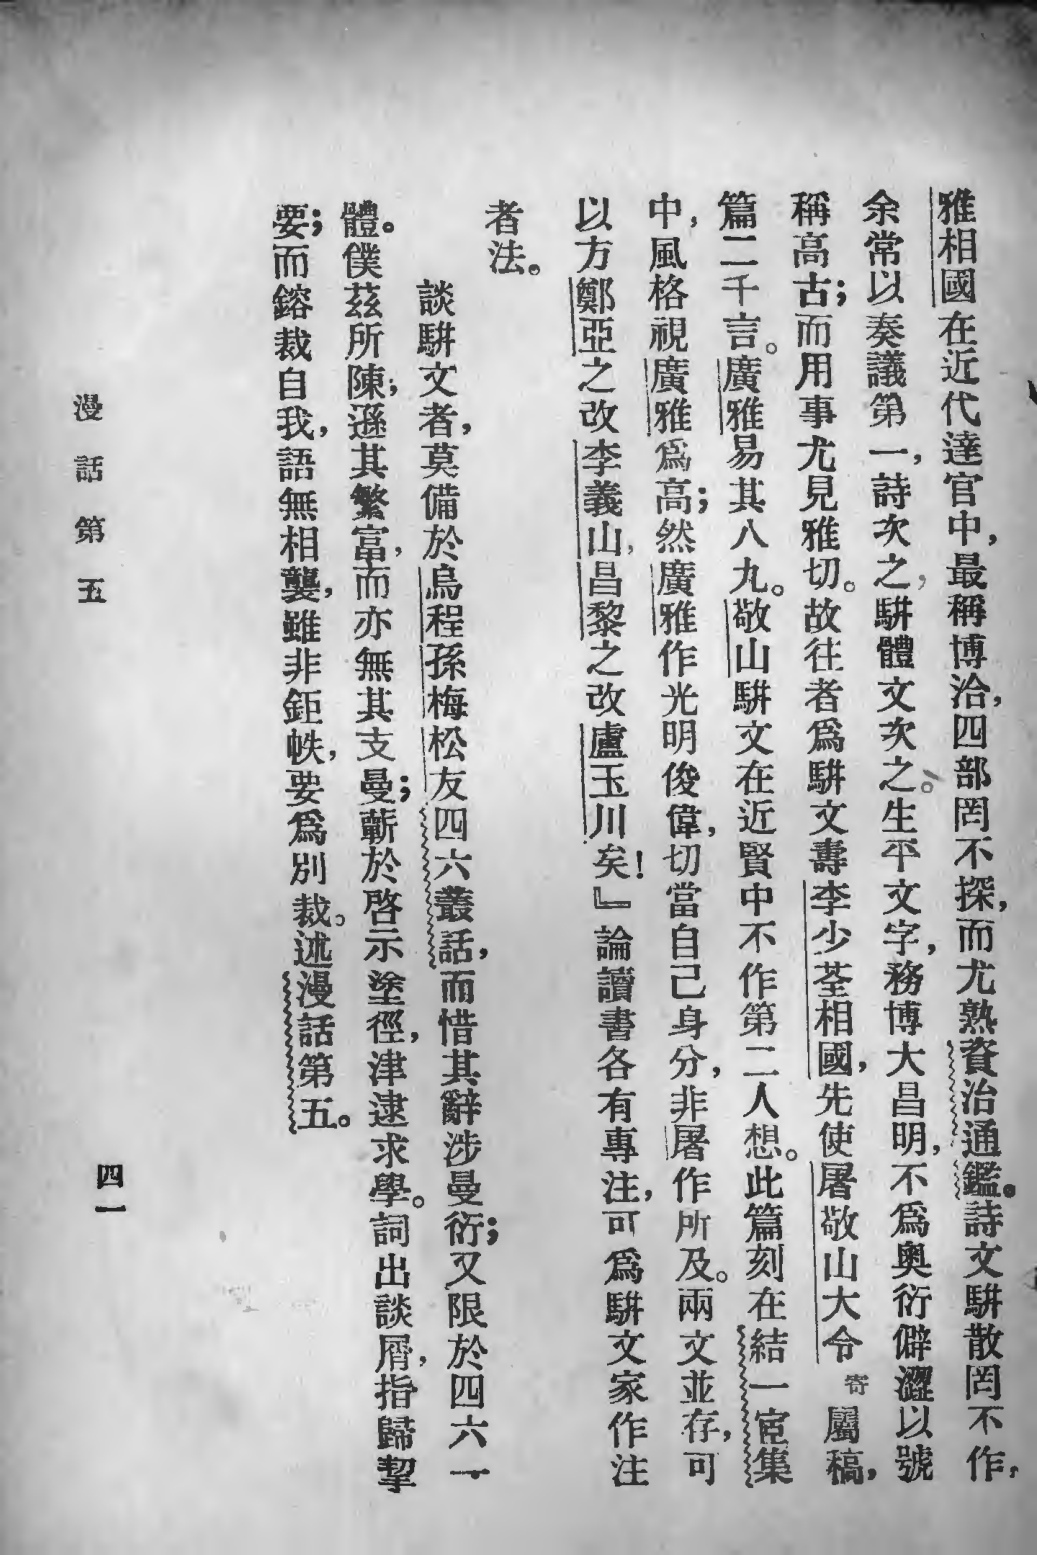 雅相國在近代達官中，最稱博洽，四部罔不探，而尤熟資治通鑑。詩文駢散罔不作，
余常以奏議第一，詩次之，駢體文次之。生平文字，務博大昌明，不爲奧衍僻澀以號
稱高古；而用事尤見雅切。故往者爲駢文壽李少荃相國，先使屠敬山大令寄屬稿，
篇二千言。廣雅易其八九。敬山駢文在近賢中不作第二人想。此篇刻在結一宧集
中，風格視廣雅爲高；然廣雅作光明俊偉，切當自己身分，非屠作所及。兩文並存，可
以方鄭亞之改李義山，昌黎之改盧玉川矣！』論讀書各有專注，可爲駢文家作注
者法。
談駢文者，莫備於烏程孫梅松友四六叢話，而惜其辭涉曼衍；又限於四六一
體。僕茲所陳；遜其繁富，而亦無其支曼；蘄於啓示塗徑，津逮求學。詞出談屑，指歸挈
要；而鎔裁自我，語無相襲，雖非鉅帙，要爲別裁。述漫話第五。
漫話第五
四一